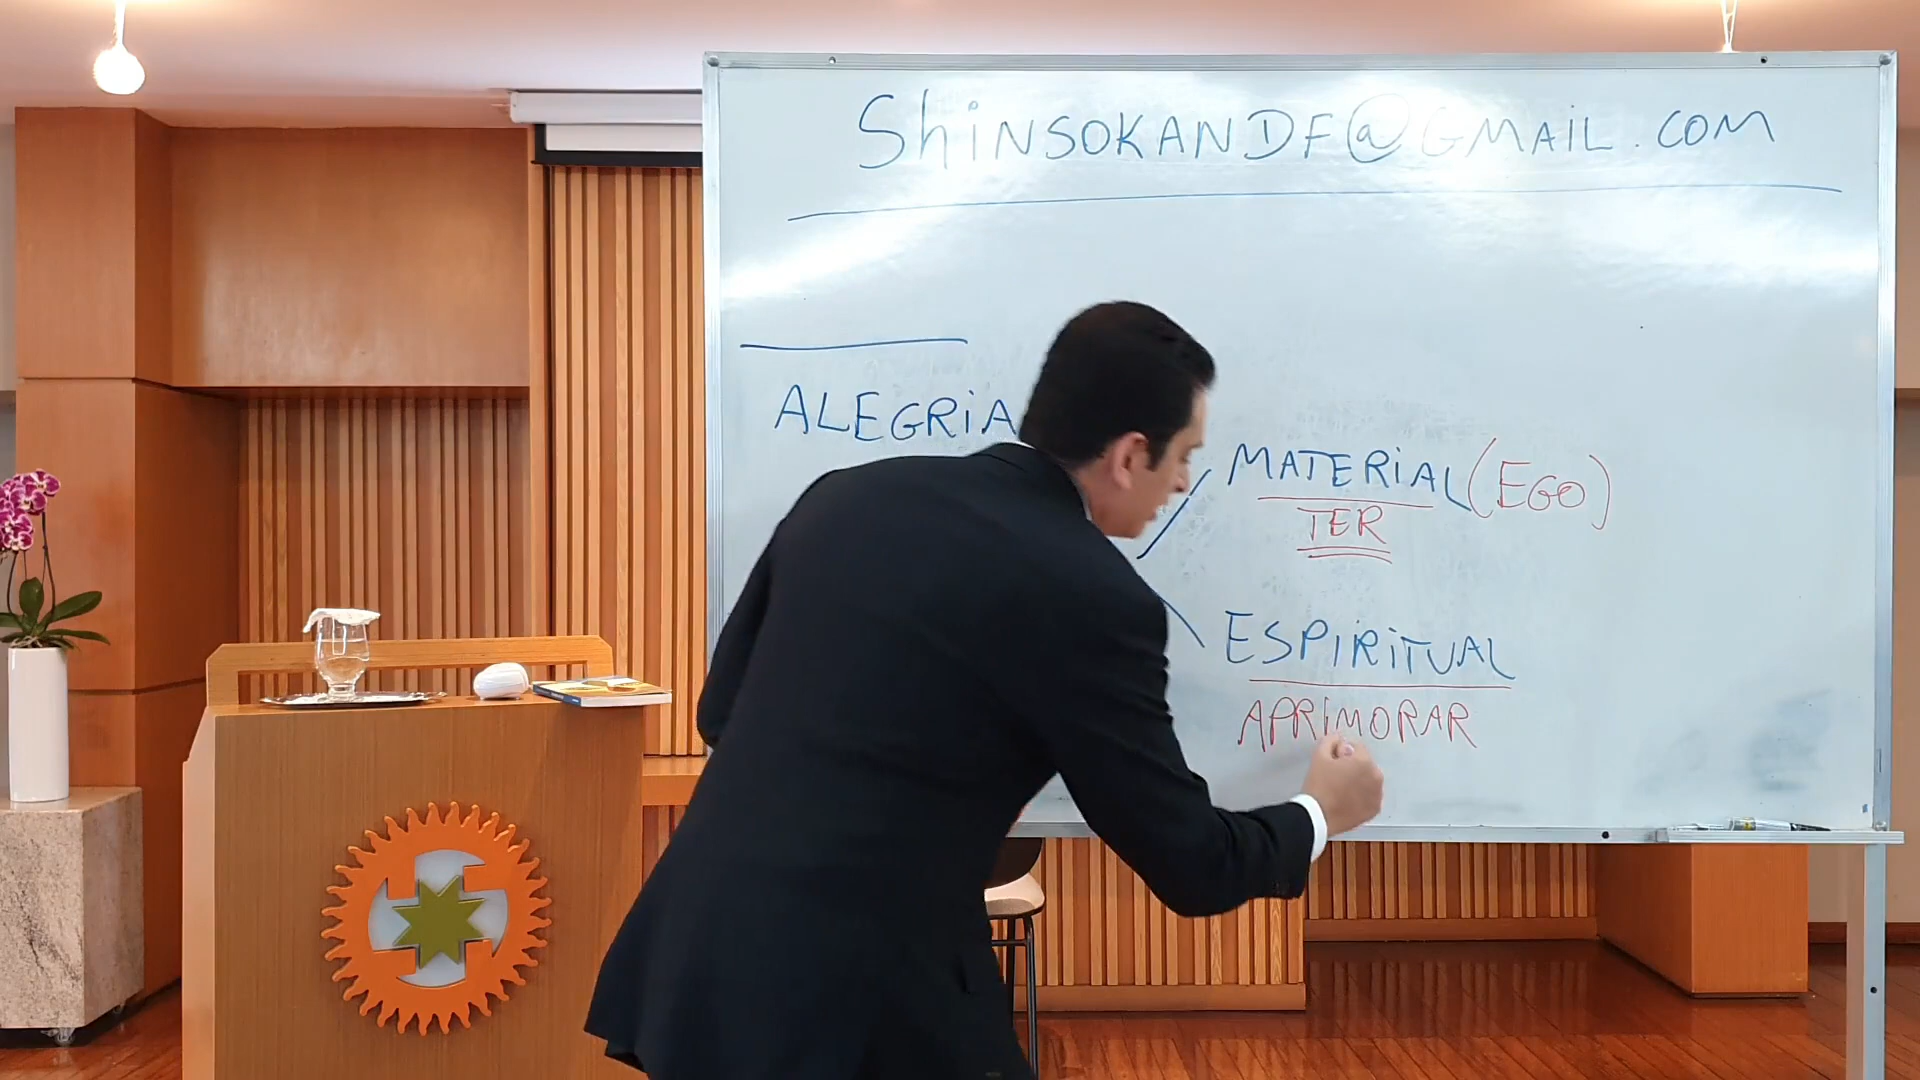 ShiNSOKANDF@GMAiL.COM
ALEGRiA
MATERiAL (EGO)
TER
ESPiRiTUAL
APRiMORAR